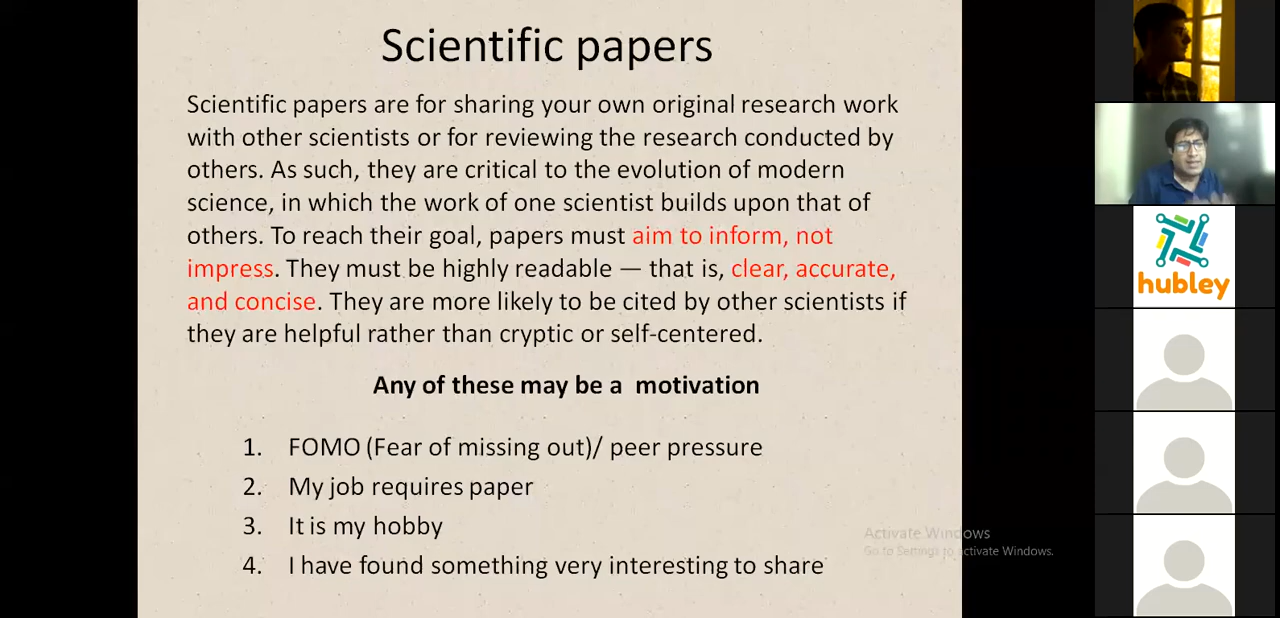 Scientific papers
Scientific papers are for sharing your own original research work
with other scientists or for reviewing the research conducted by
others. As such, they are critical to the evolution of modern
science, in which the work of one scientist builds upon that of
others. To reach their goal, papers must aim to inform, not
impress. They must be highly readable — that is, clear, accurate,
and concise. They are more likely to be cited by other scientists if
they are helpful rather than cryptic or self-centered.
Any of these may be a motivation
1. FOMO (Fear of missing out)/ peer pressure
2. My job requires paper
3. It is my hobby
4. I have found something very interesting to share
Activate Windows
Go to Settings to activate Windows.
hubley